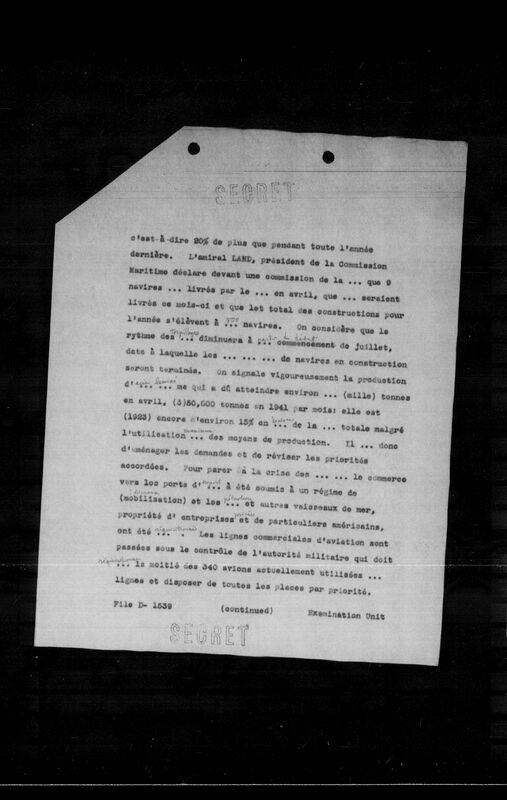 SECRET
c'est-à-dire 20% de plus que pendant toute l'année
dernière. L'amiral LAND, président de la Commission
Maritime déclare devant une commission de la ... que 9
navires ... livrés par le ... en avril, que ... seraient
livrés ce mois-ci et que let total des constructions pour
l'année s'élèvent à ... navires. On considère que le
rythme des ... diminuera à ... commencement de juillet,
date à laquelle les ... ... ... de navires en construction
seront terminés. On signale vigoureusement la production
d'... ... me qui a dû atteindre environ ... (mille) tonnes
en avril, (3)50,000 tonnes en 1941 par mois: elle est
(1923) encore d'environ 15% en ... de la ... totale malgré
l'utilisation ... des moyens de production. Il ... donc
d'aménager les demandes et de réviser les priorités
accordées. Pour parer à la crise des ... ... le commerce
vers les ports d'... à été soumis à un régime de
(mobilisation) et les ... et autres vaisseaux de mer,
propriété d' entreprises et de particuliers américains,
ont été ... . Les lignes commerciales d'aviation sont
passées sous le contrôle de l'autorité militaire qui doit
... la moitié des 340 avions actuellement utilisées ...
lignes et disposer de toutes les places par priorité.
File D- 1539 (continued) Examination Unit
SECRET